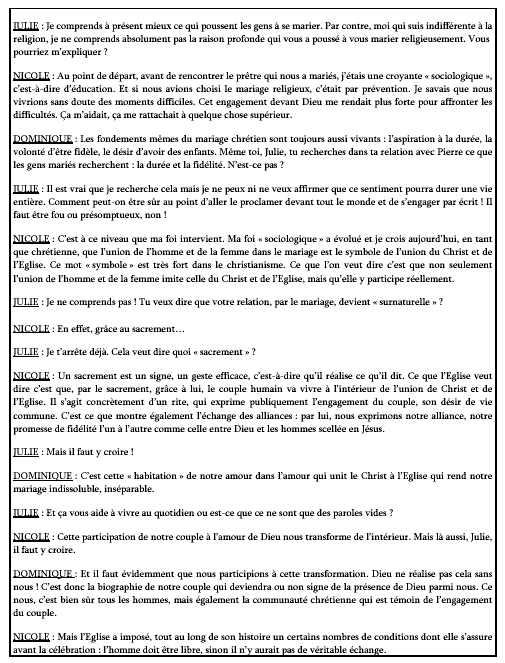 JULIE : Je comprends à présent mieux ce qui poussent les gens à se marier. Par contre, moi qui suis indifférente à la
religion, je ne comprends absolument pas la raison profonde qui vous a poussé à vous marier religieusement. Vous
pourriez m'expliquer ?
NICOLE : Au point de départ, avant de rencontrer le prêtre qui nous a mariés, j'étais une croyante « sociologique »,
c'est-à-dire d'éducation. Et si nous avions choisi le mariage religieux, c'était par prévention. Je savais que nous
vivrions sans doute des moments difficiles. Cet engagement devant Dieu me rendait plus forte pour affronter les
difficultés. Ça m'aidait, ça me rattachait à quelque chose supérieur.
DOMINIQUE : Les fondements mêmes du mariage chrétien sont toujours aussi vivants : l'aspiration à la durée, la
volonté d'être fidèle, le désir d'avoir des enfants. Même toi, Julie, tu recherches dans ta relation avec Pierre ce que
les gens mariés recherchent : la durée et la fidélité. N'est-ce pas ?
JULIE : Il est vrai que je recherche cela mais je ne peux ni ne veux affirmer que ce sentiment pourra durer une vie
entière. Comment peut-on être sûr au point d'aller le proclamer devant tout le monde et de s'engager par écrit ! Il
faut être fou ou présomptueux, non !
NICOLE : C'est à ce niveau que ma foi intervient. Ma foi « sociologique » a évolué et je crois aujourd'hui, en tant
que chrétienne, que l'union de l'homme et de la femme dans le mariage est le symbole de l'union du Christ et de
l'Eglise. Ce mot « symbole » est très fort dans le christianisme. Ce que l'on veut dire c'est que non seulement
l'union de l'homme et de la femme imite celle du Christ et de l'Eglise, mais qu'elle y participe réellement.
JULIE : Je ne comprends pas ! Tu veux dire que votre relation, par le mariage, devient « surnaturelle » ?
NICOLE : En effet, grâce au sacrement…
JULIE : Je t'arrête déjà. Cela veut dire quoi « sacrement » ?
NICOLE : Un sacrement est un signe, un geste efficace, c'est-à-dire qu'il réalise ce qu'il dit. Ce que l'Eglise veut
dire c'est que, par le sacrement, grâce à lui, le couple humain va vivre à l'intérieur de l'union de Christ et de
l'Eglise. Il s'agit concrètement d'un rite, qui exprime publiquement l'engagement du couple, son désir de vie
commune. C'est ce que montre également l'échange des alliances : par lui, nous exprimons notre alliance, notre
promesse de fidélité l'un à l'autre comme celle entre Dieu et les hommes scellée en Jésus.
JULIE : Mais il faut y croire !
DOMINIQUE : C'est cette « habitation » de notre amour dans l'amour qui unit le Christ à l'Eglise qui rend notre
mariage indissoluble, inséparable.
JULIE : Et ça vous aide à vivre au quotidien ou est-ce que ce ne sont que des paroles vides ?
NICOLE : Cette participation de notre couple à l'amour de Dieu nous transforme de l'intérieur. Mais là aussi, Julie,
il faut y croire.
DOMINIQUE : Et il faut évidemment que nous participions à cette transformation. Dieu ne réalise pas cela sans
nous ! C'est donc la biographie de notre couple qui deviendra ou non signe de la présence de Dieu parmi nous. Ce
nous, c'est bien sûr tous les hommes, mais également la communauté chrétienne qui est témoin de l'engagement
du couple.
NICOLE : Mais l'Eglise a imposé, tout au long de son histoire un certains nombres de conditions dont elle s'assure
avant la célébration : l'homme doit être libre, sinon il n'y aurait pas de véritable échange.